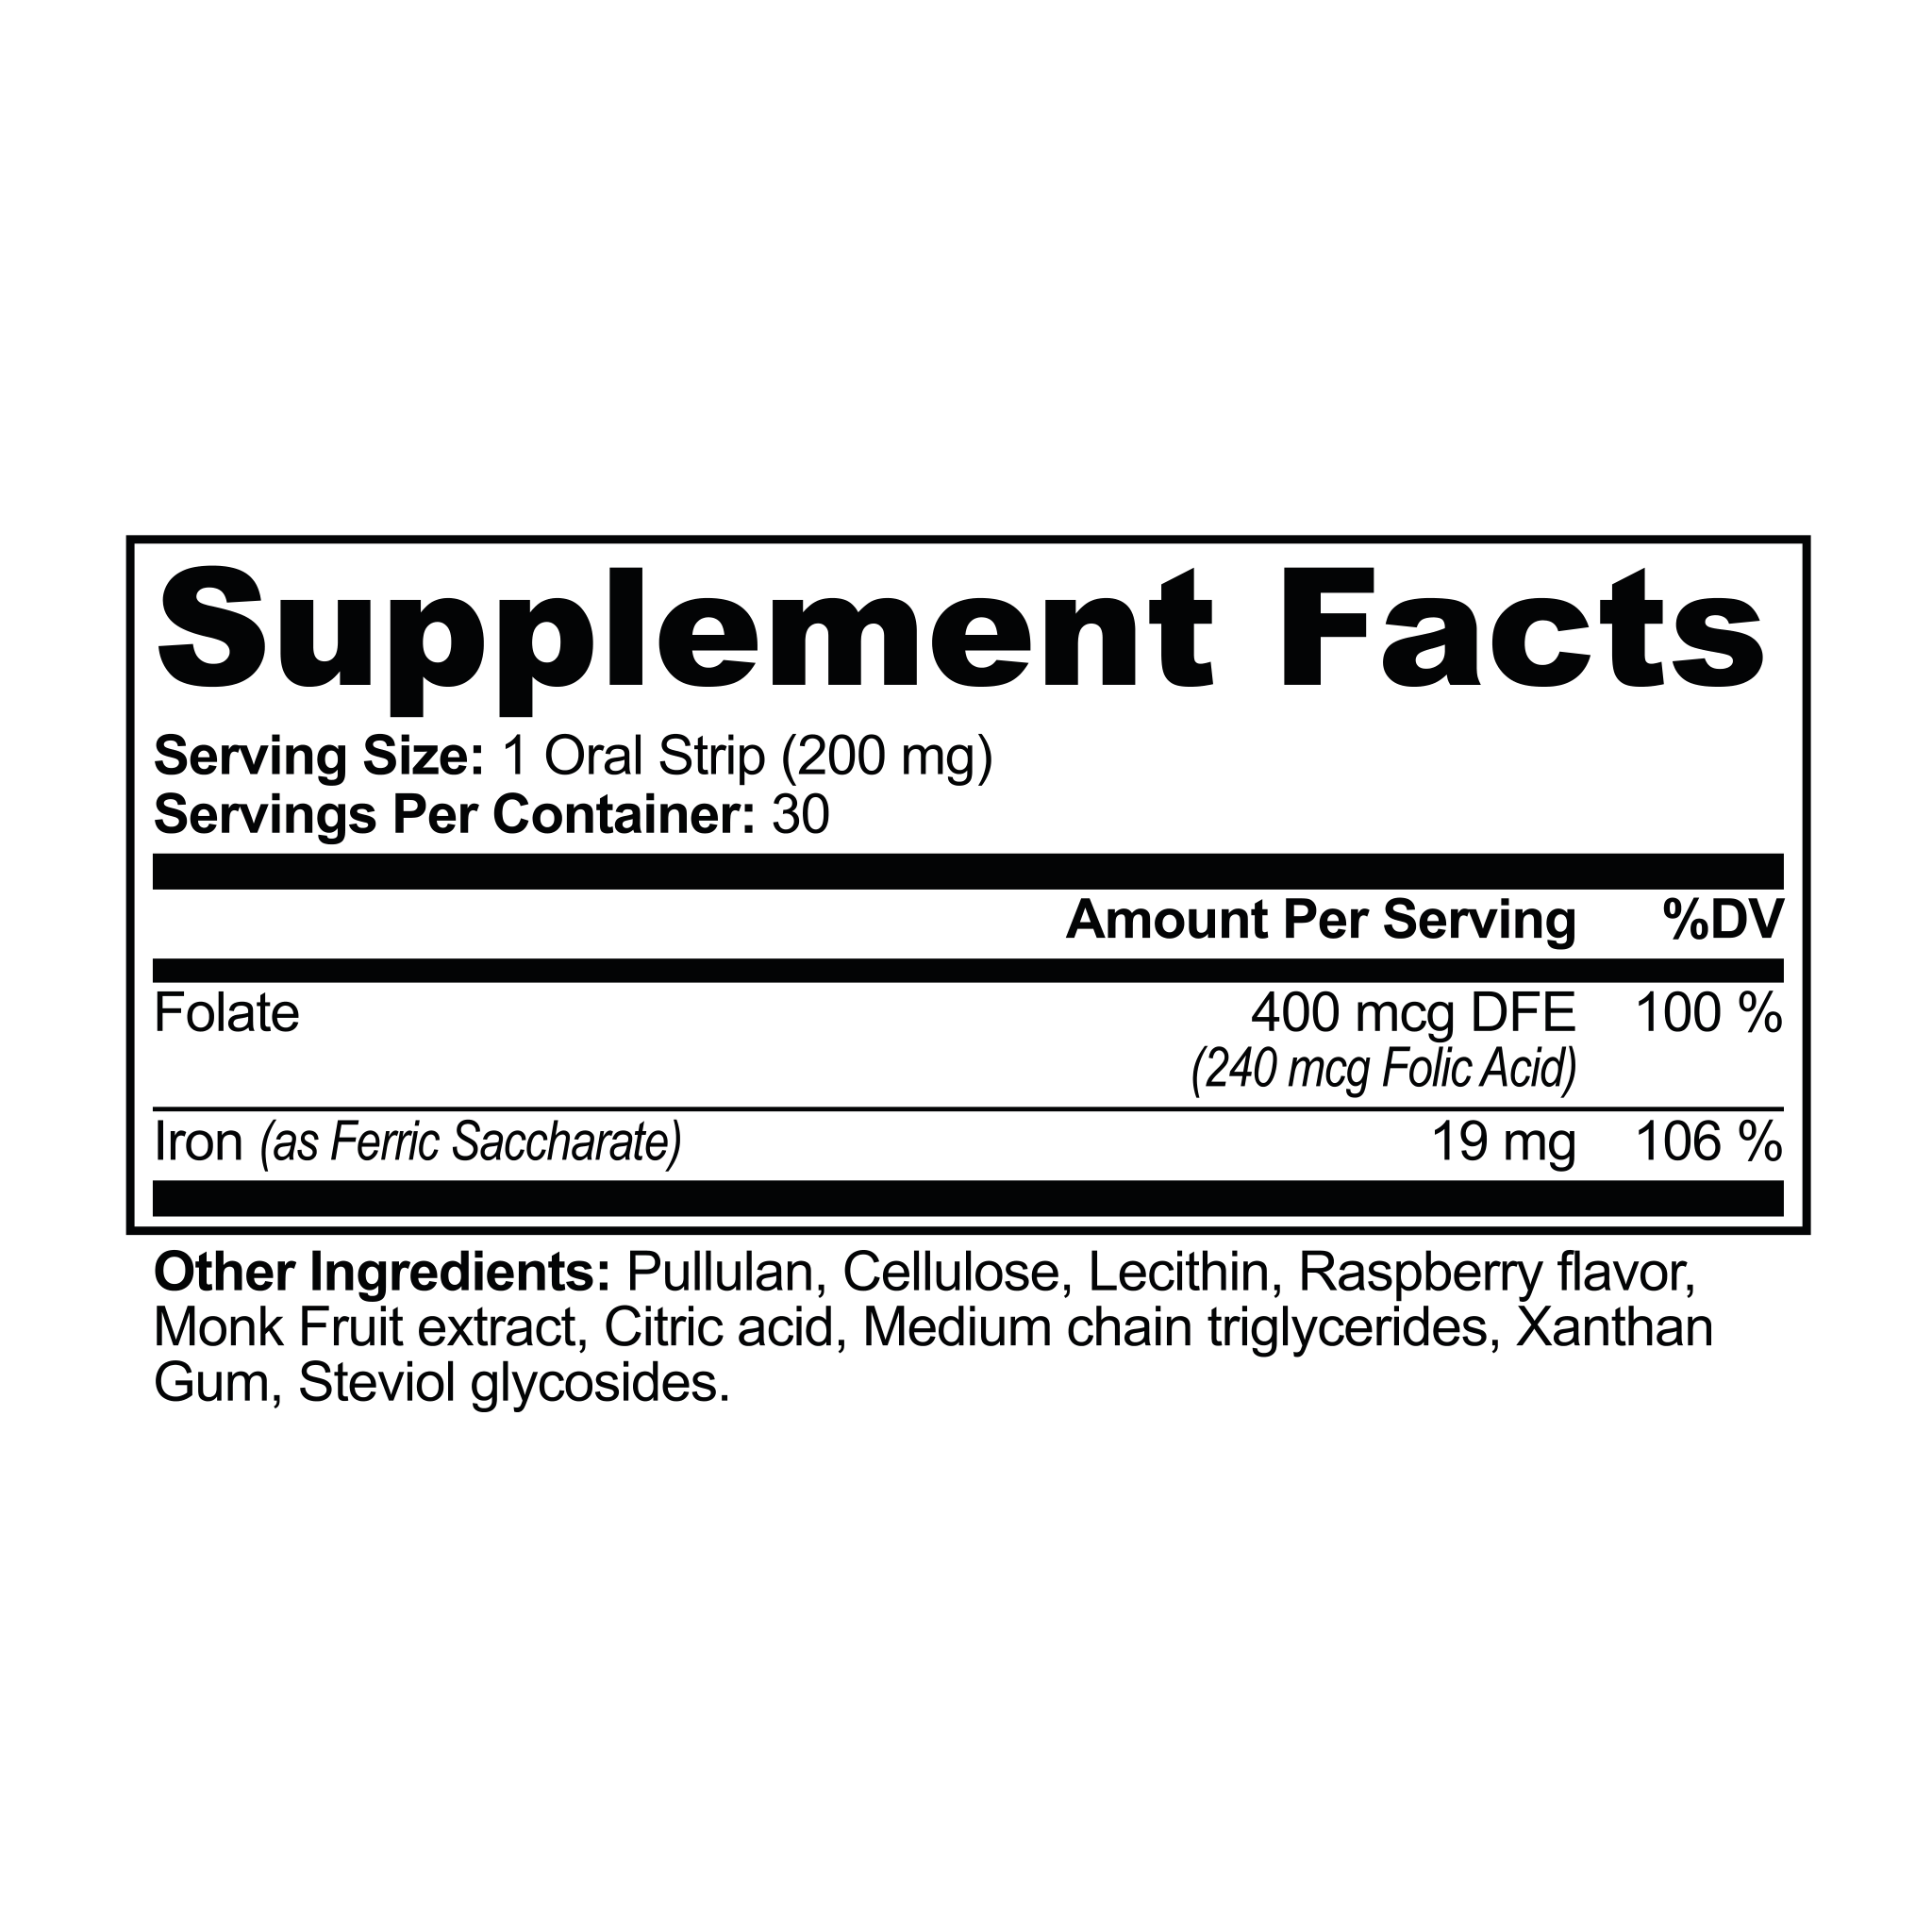 Supplement Facts
Serving Size: 1 Oral Strip (200 mg)
Servings Per Container: 30
Amount Per Serving %DV
Folate 400 mcg DFE 100 %
(240 mcg Folic Acid)
Iron (as Ferric Saccharate) 19 mg 106 %
Other Ingredients: Pullulan, Cellulose, Lecithin, Raspberry flavor,
Monk Fruit extract, Citric acid, Medium chain triglycerides, Xanthan
Gum, Steviol glycosides.